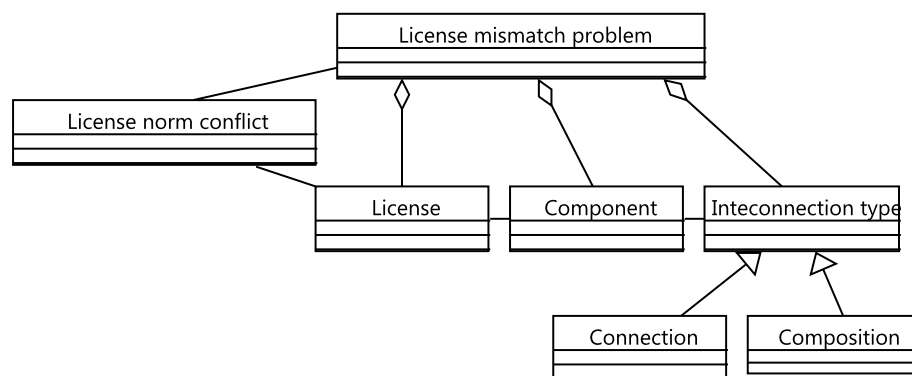 License mismatch problem
License norm conflict
License
Component
Inteconnection type
Connection
Composition